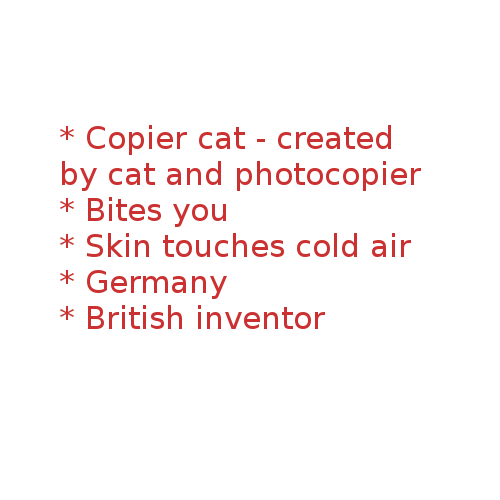 * Copier cat - created
by cat and photocopier
* Bites you
* Skin touches cold air
* Germany
* British inventor